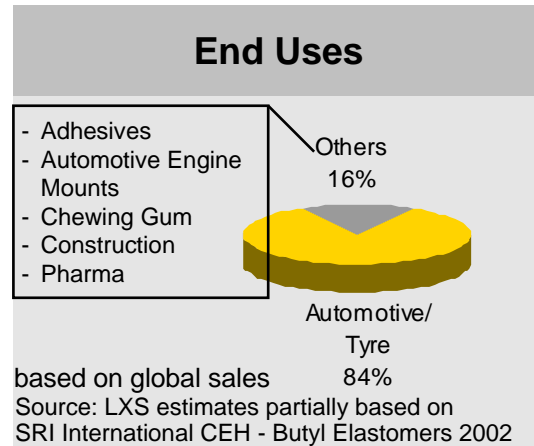 End Uses
- Adhesives
- Automotive Engine
Mounts
- Chewing Gum
- Construction
- Pharma
Others
16%
Automotive/
Tyre
84%
based on global sales
Source: LXS estimates partially based on
SRI International CEH - Butyl Elastomers 2002